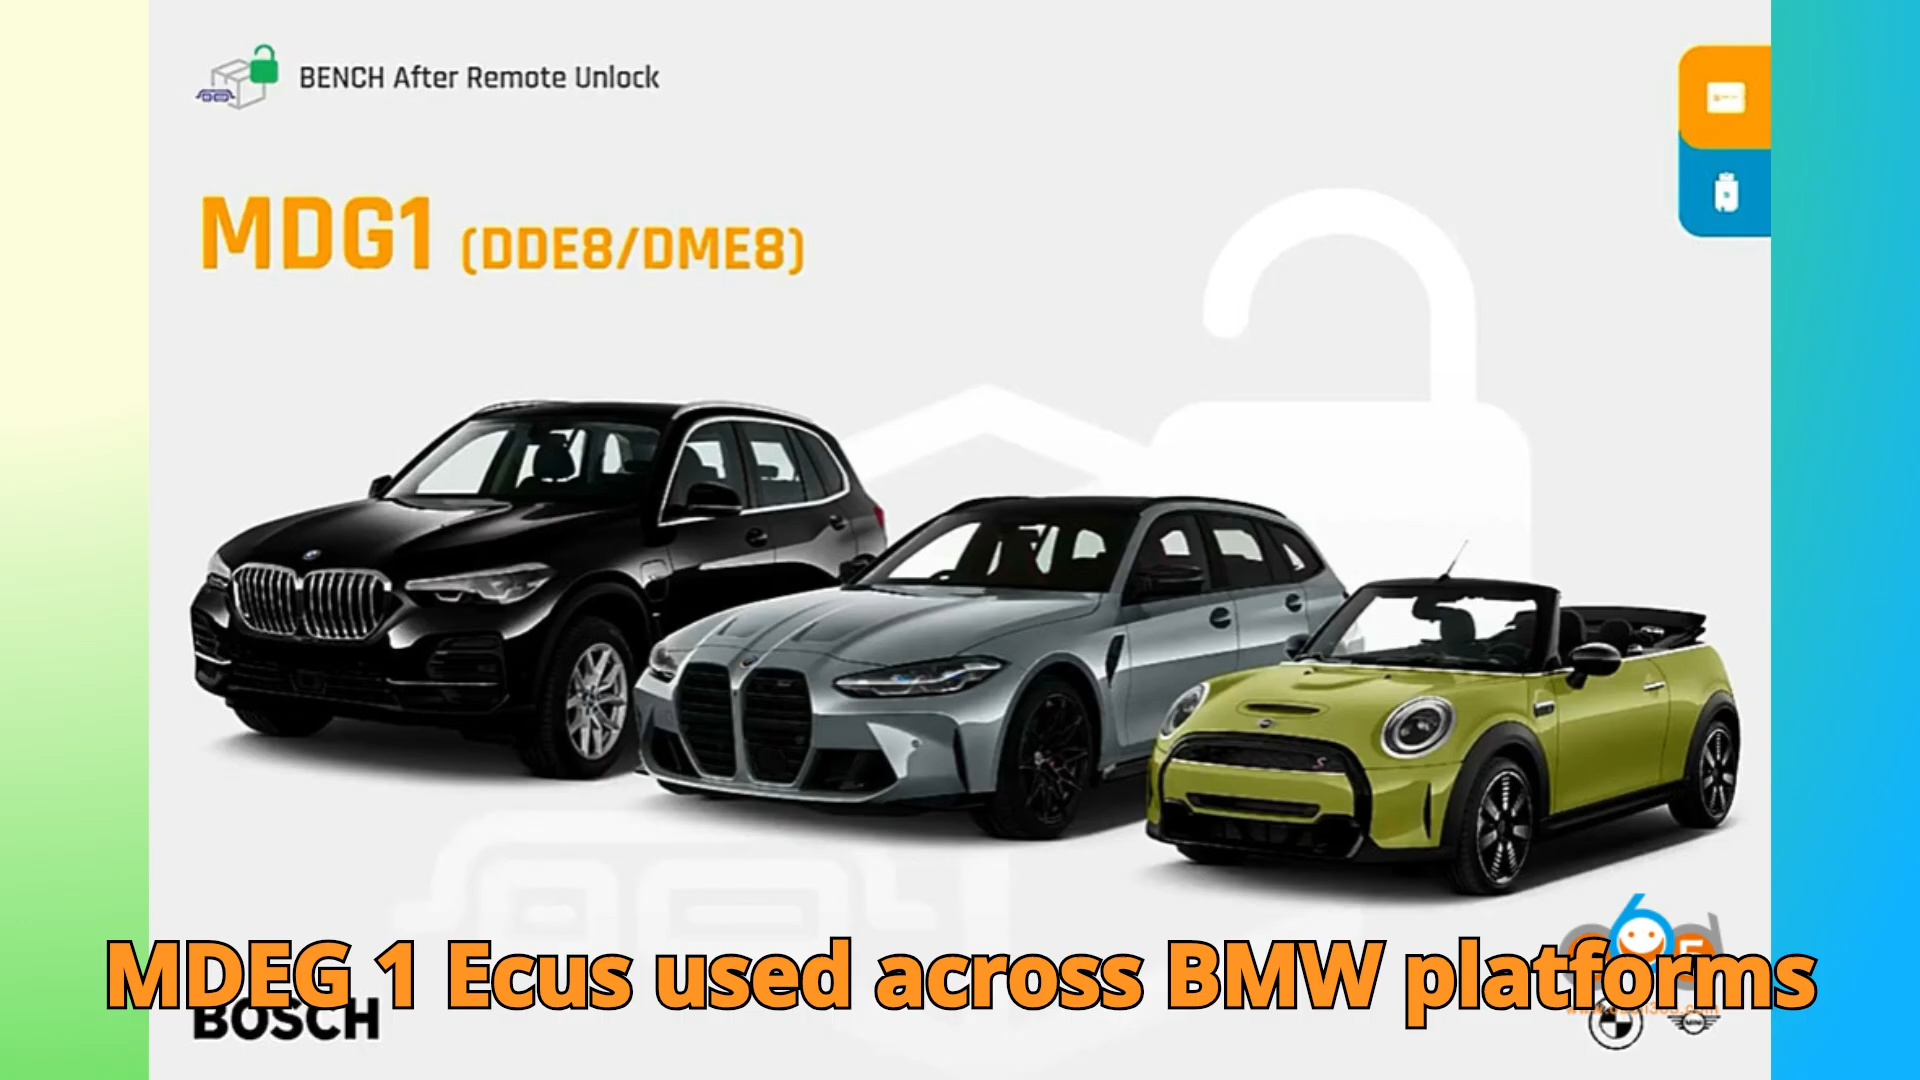 BENCH After Remote Unlock
MDG1 (DDE8/DME8)
MDEG 1 Ecus used across BMW platforms
BOSCH